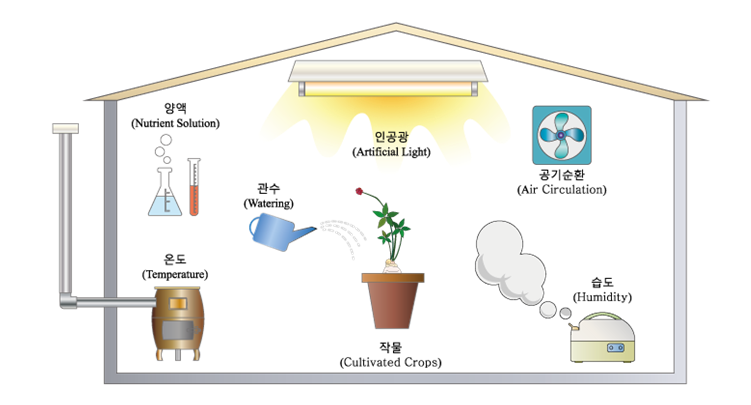 양액
(Nutrient Solution)
인공광
(Artificial Light)
공기순환
(Air Circulation)
관수
(Watering)
온도
(Temperature)
습도
(Humidity)
작물
(Cultivated Crops)